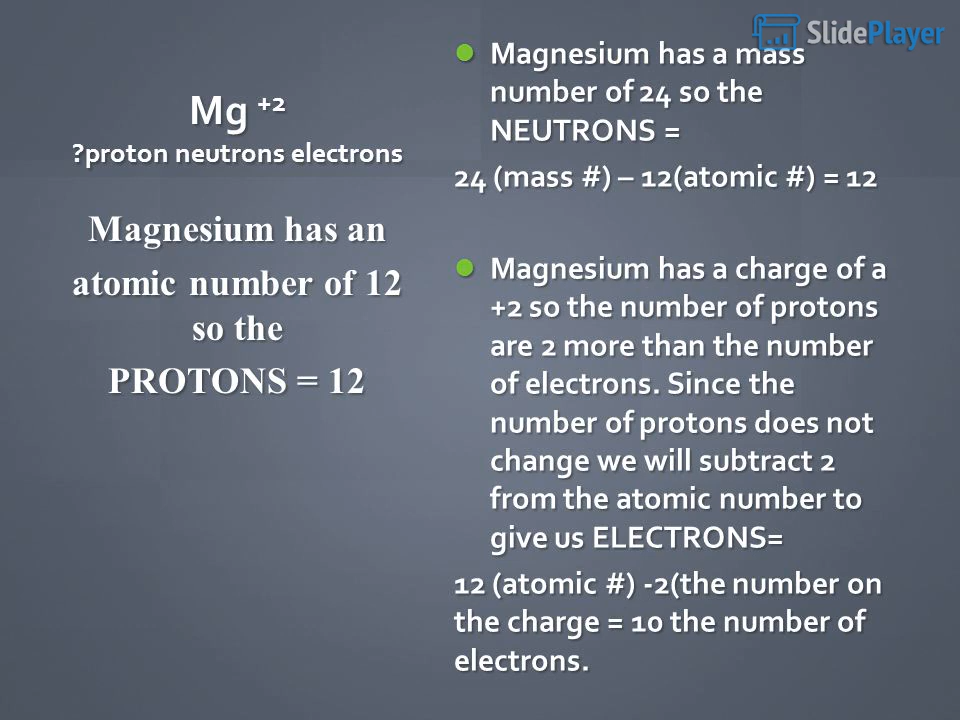 SlidePlayer
Mg +2
?proton neutrons electrons
Magnesium has an
atomic number of 12
so the
PROTONS = 12
Magnesium has a mass
number of 24 so the
NEUTRONS =
24 (mass #) – 12(atomic #) = 12
Magnesium has a charge of a
+2 so the number of protons
are 2 more than the number
of electrons. Since the
number of protons does not
change we will subtract 2
from the atomic number to
give us ELECTRONS=
12 (atomic #) -2(the number on
the charge = 10 the number of
electrons.